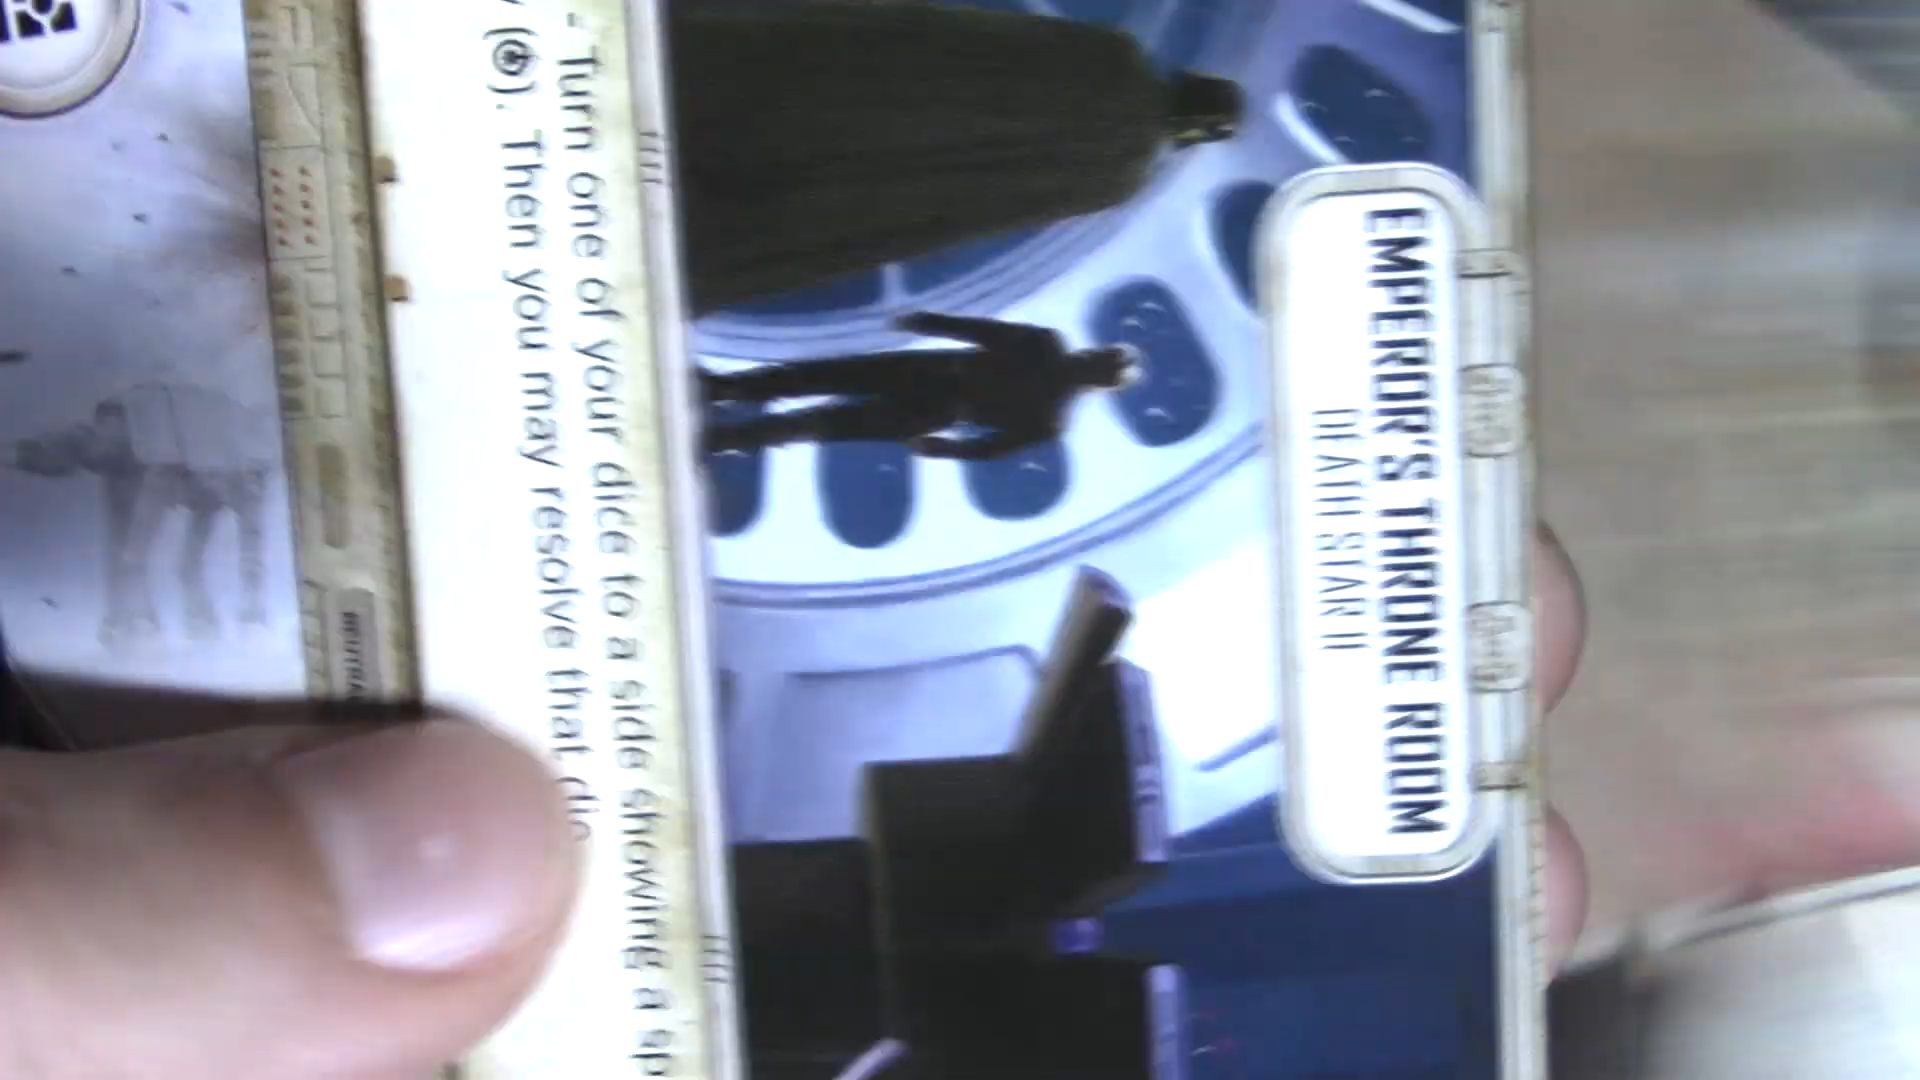 EMPEROR'S THRONE ROOM
DEATH STAR II
- Turn one of your dice to a side showing a
(). Then you may resolve that die